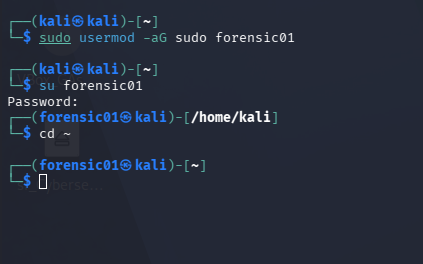 ┌──(kali㉿kali)-[~]
└─$ sudo usermod -aG sudo forensic01
┌──(kali㉿kali)-[~]
└─$ su forensic01
Password:
┌──(forensic01㉿kali)-[/home/kali]
└─$ cd ~
┌──(forensic01㉿kali)-[~]
└─$